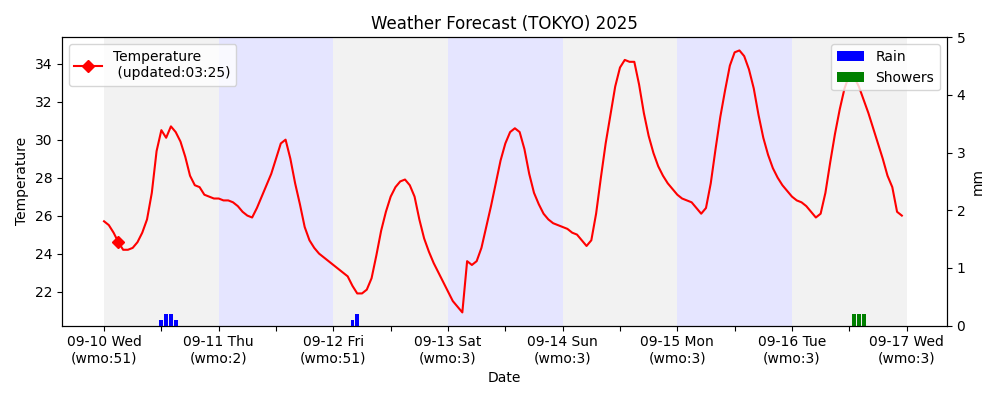 Weather Forecast (TOKYO) 2025
Temperature
(updated:03:25)
Rain
Showers
Temperature
34
32
30
28
26
24
22
5
4
3
2
1
0
mm
09-10 Wed
(wmo:51)
09-11 Thu
(wmo:2)
09-12 Fri
(wmo:51)
09-13 Sat
(wmo:3)
09-14 Sun
(wmo:3)
09-15 Mon
(wmo:3)
09-16 Tue
(wmo:3)
09-17 Wed
(wmo:3)
Date